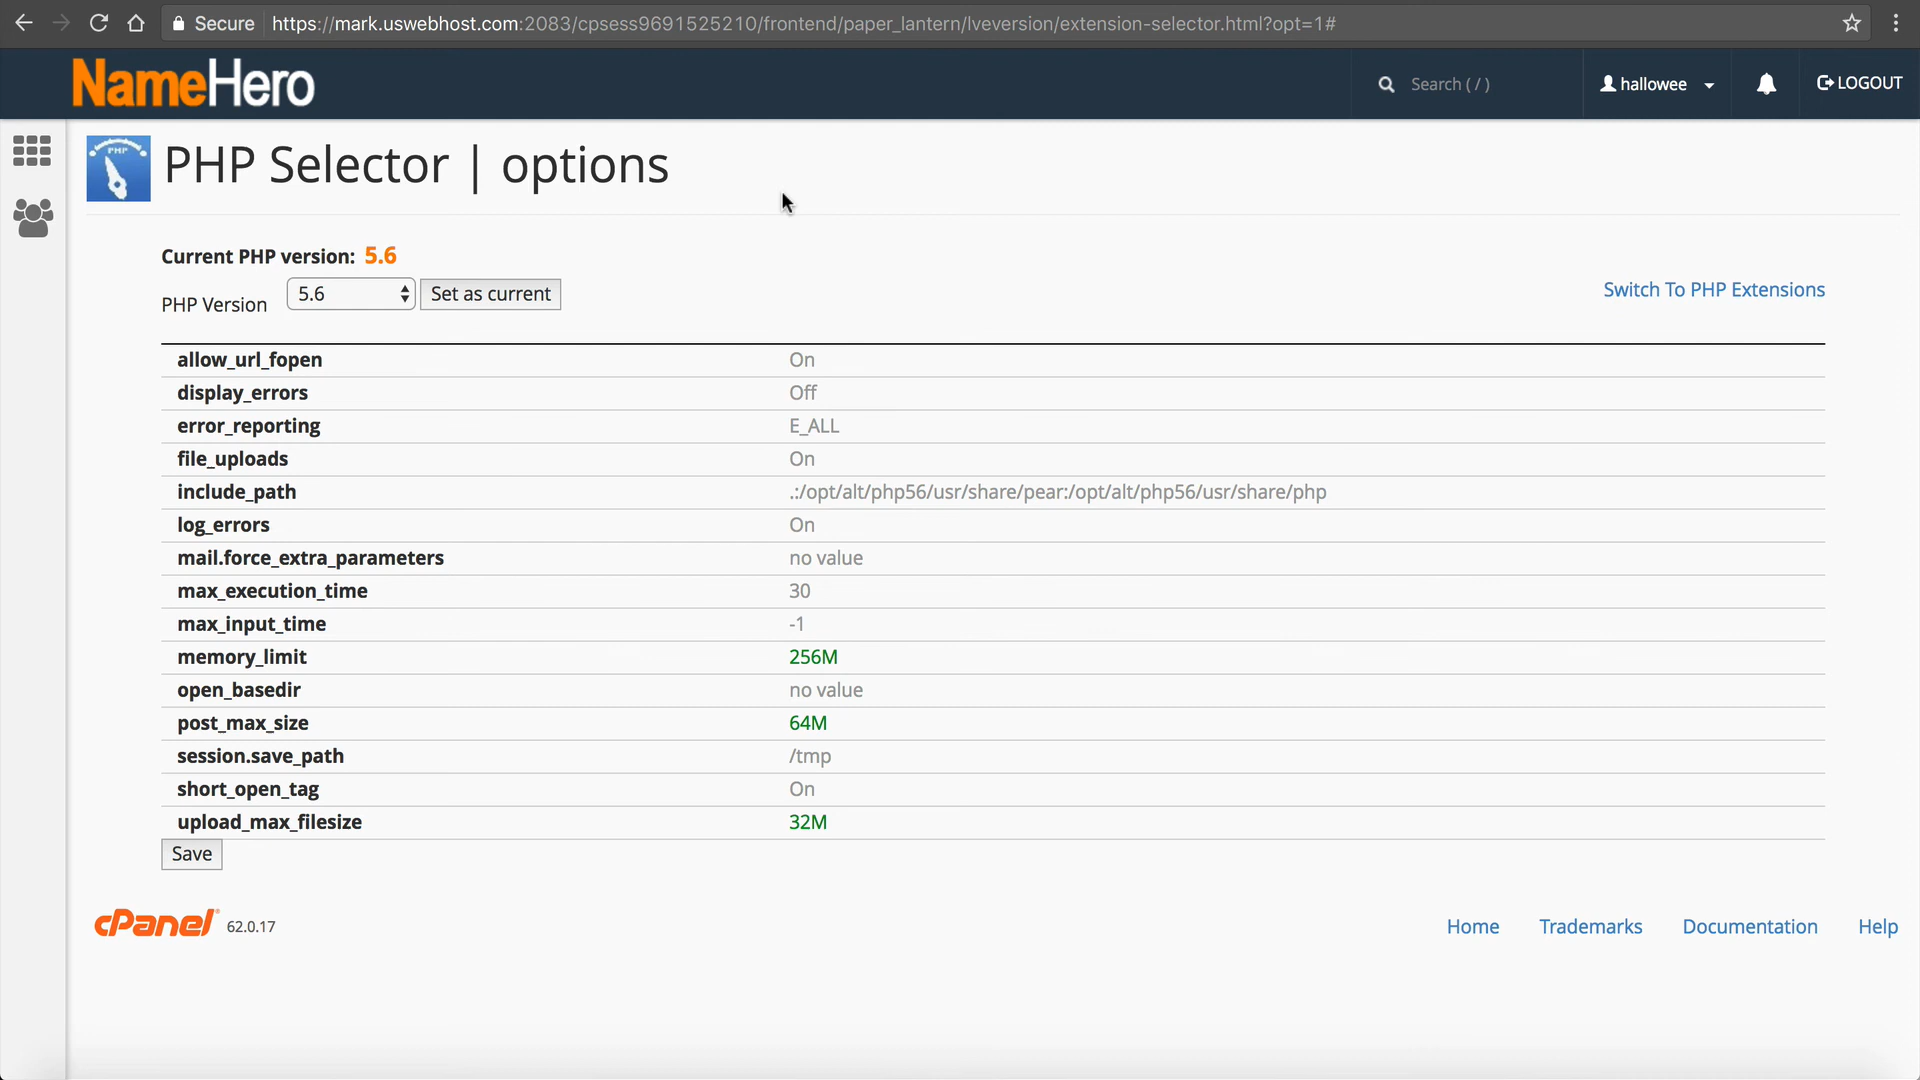 Secure https://mark.uswebhost.com:2083/cpsess9691525210/frontend/paper_lantern/lveversion/extension-selector.html?opt=1#
NameHero Search ( / ) hallowee LOGOUT
PHP
PHP Selector | options
Current PHP version: 5.6
PHP Version 5.6 Set as current Switch To PHP Extensions
allow_url_fopen On
display_errors Off
error_reporting E_ALL
file_uploads On
include_path .:/opt/alt/php56/usr/share/pear:/opt/alt/php56/usr/share/php
log_errors On
mail.force_extra_parameters no value
max_execution_time 30
max_input_time -1
memory_limit 256M
open_basedir no value
post_max_size 64M
session.save_path /tmp
short_open_tag On
upload_max_filesize 32M
Save
cPanel® 62.0.17 Home Trademarks Documentation Help